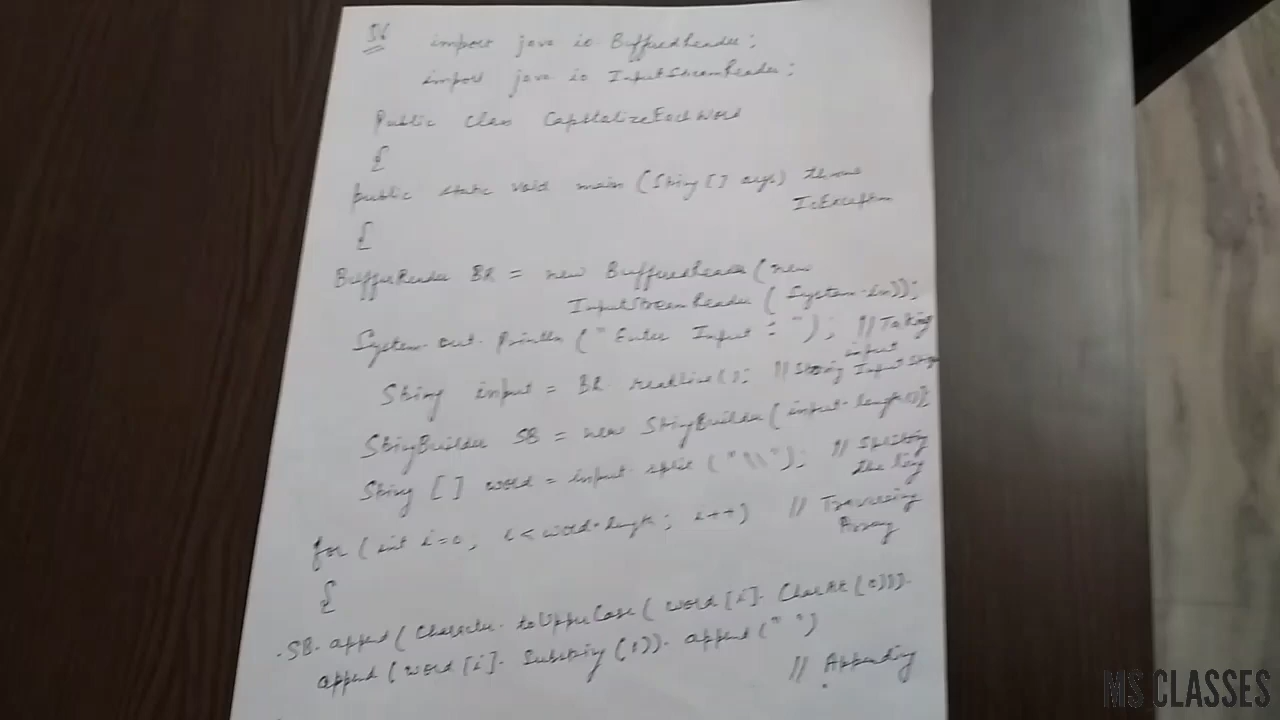 36 import java io BufferedReader;
import java io InputStreamReader;
Public class CapitalizeEachWord
{
public static void main (String [] args) throws
IoException
{
BufferReader BR = new BufferedReader (new
InputStreamReader ( System.in));
System.out.Println (" Enter Input : "); // Taking
input
String input = BR. readLine(); // String Input
StringBuilder SB = new StringBuilder( input.length());
String [ ] word = input.split ("\\"); // Splitting
the
for ( int i=0, i< word.length; i++) // Traversing
Array
{
.SB. append ( Character. toUpperCase ( word [i]. CharAt (0))).
append ( word [i]. Substring (1)). append (" ")
// Appending
MS CLASSES